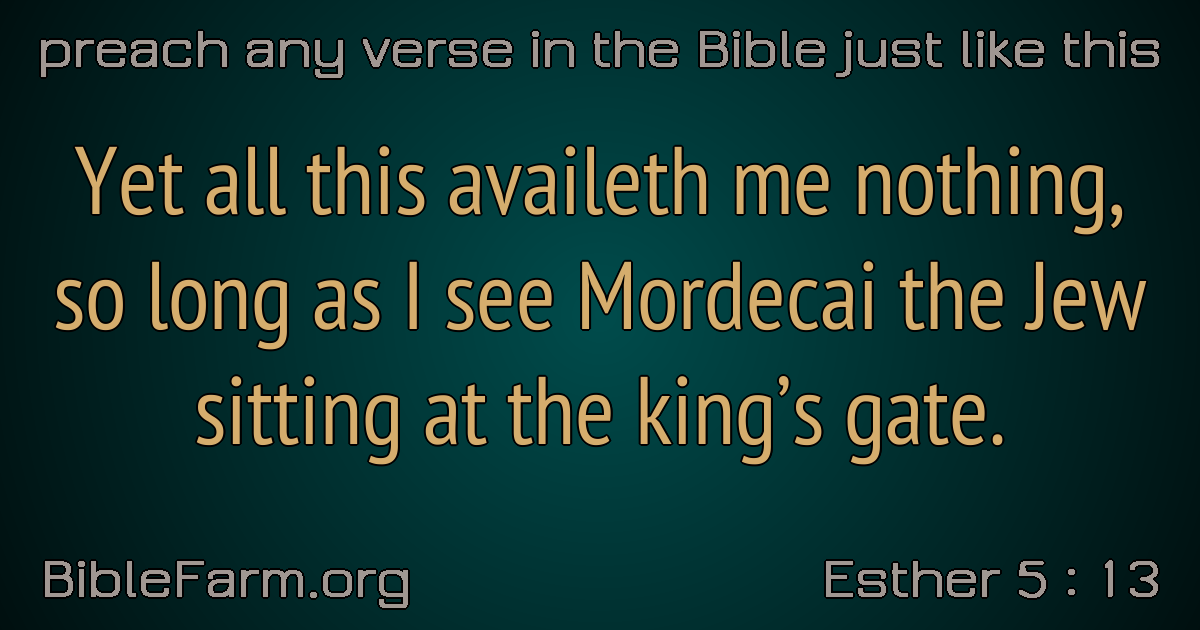 preach any verse in the Bible just like this
Yet all this availeth me nothing,
so long as I see Mordecai the Jew
sitting at the king’s gate.
BibleFarm.org
Esther 5 : 13